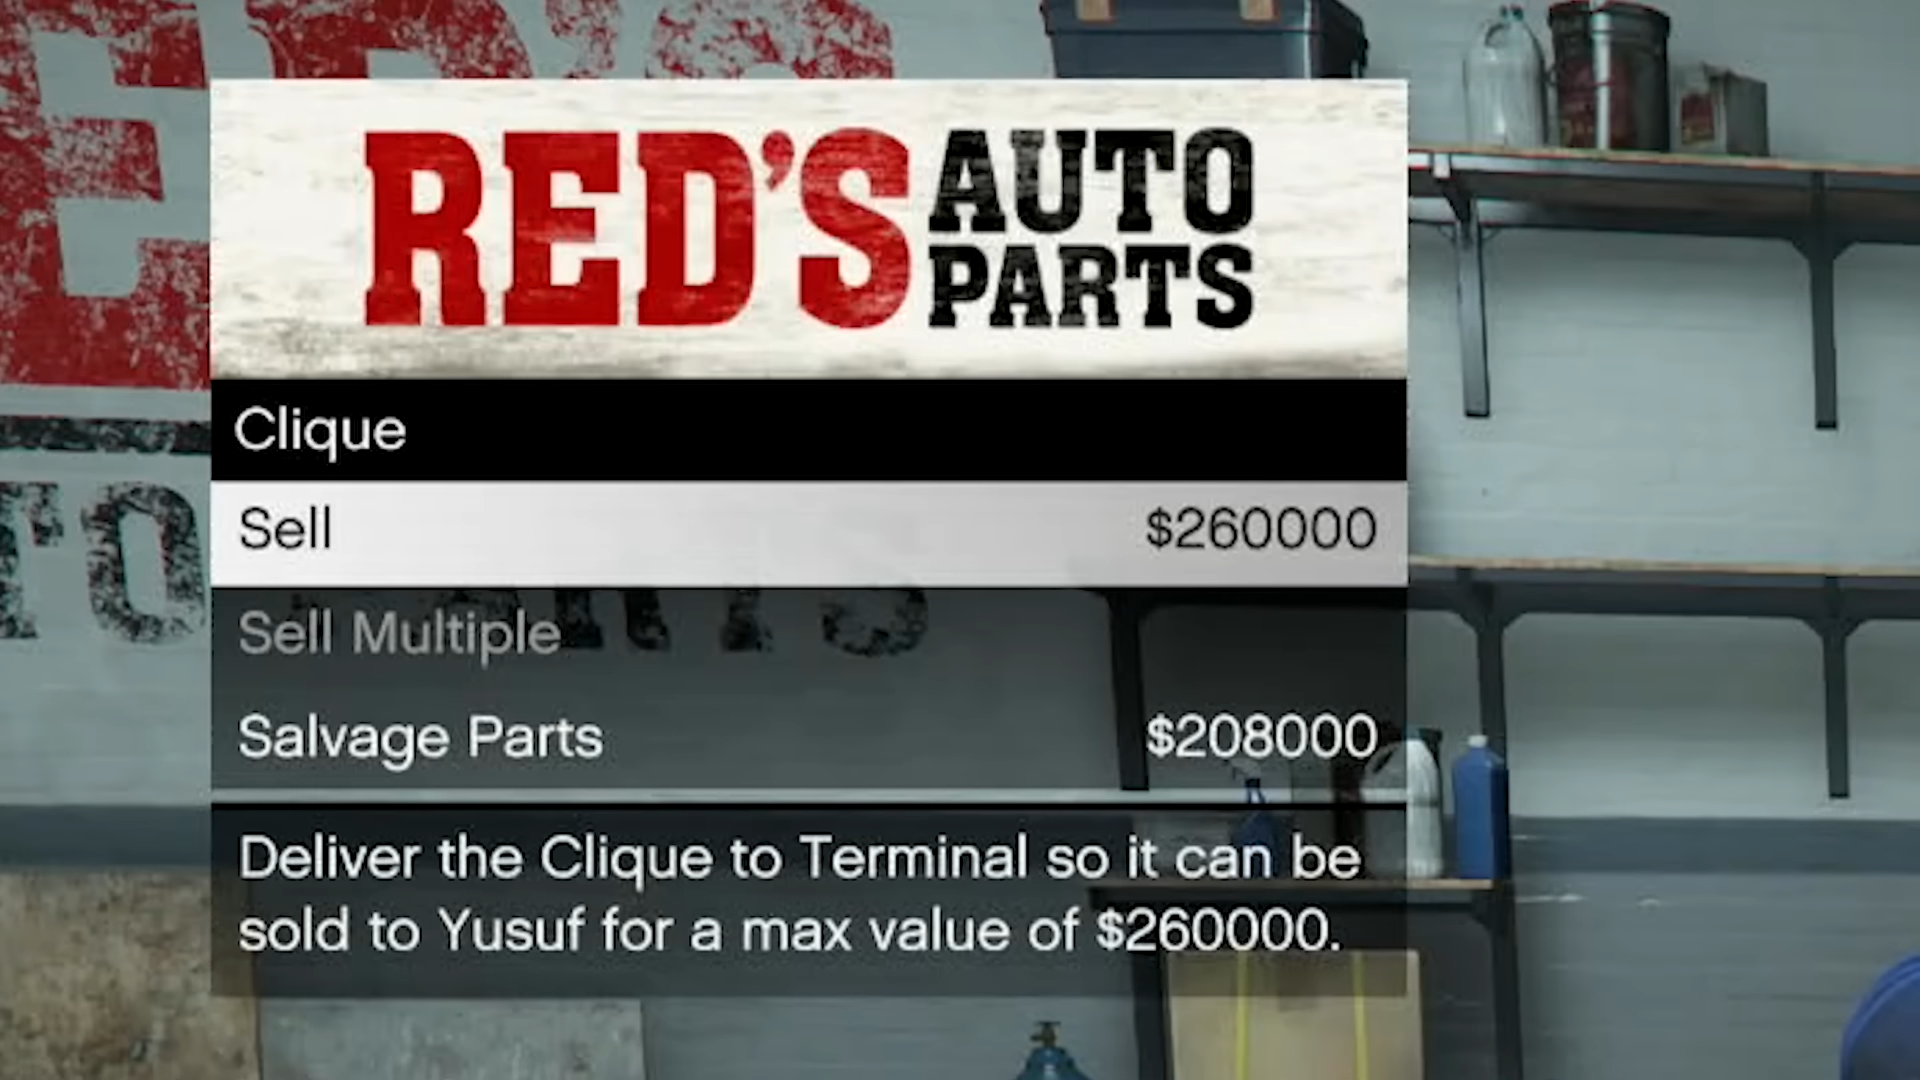 RED'S AUTO PARTS
Clique
Sell $260000
Sell Multiple
Salvage Parts $208000
Deliver the Clique to Terminal so it can be
sold to Yusuf for a max value of $260000.